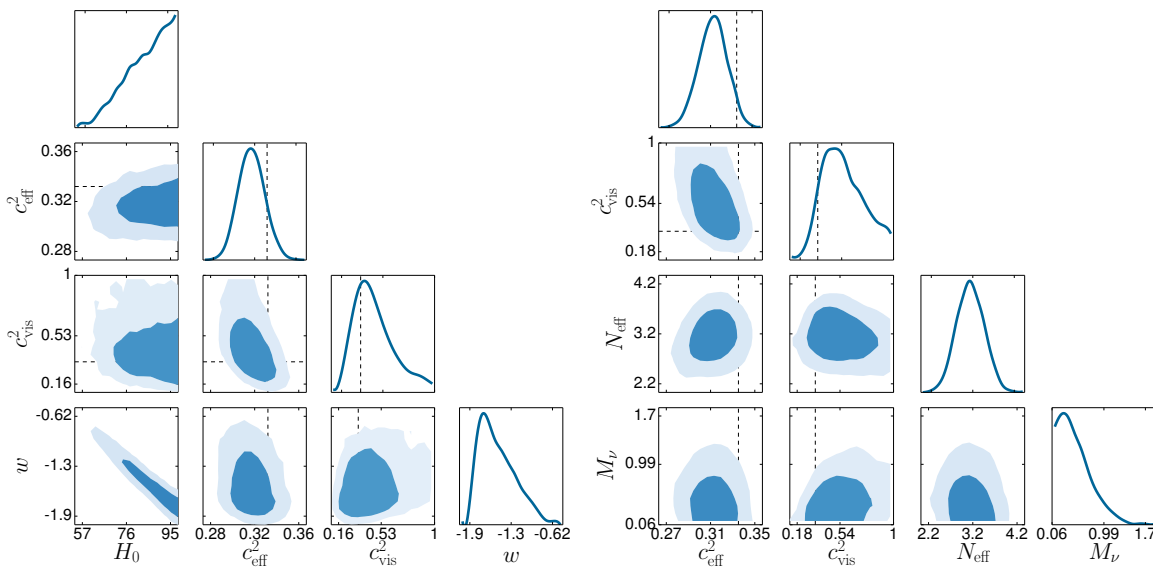 0.36
0.32
0.28
c²eff
1
0.53
0.16
c²vis
-0.62
-1.3
-1.9
w
57 76 95
0.28 0.32 0.36
0.16 0.53 1
-1.9 -1.3 -0.62
H₀ c²eff c²vis w
1
0.54
0.18
c²vis
4.2
3.2
2.2
Neff
1.7
0.99
0.06
Mν
0.27 0.31 0.35
0.18 0.54 1
2.2 3.2 4.2
0.06 0.99 1.7
c²eff c²vis Neff Mν